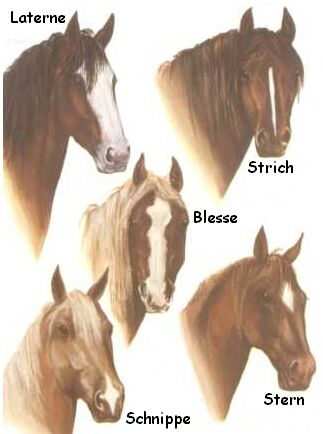 Laterne
Strich
Blesse
Stern
Schnippe